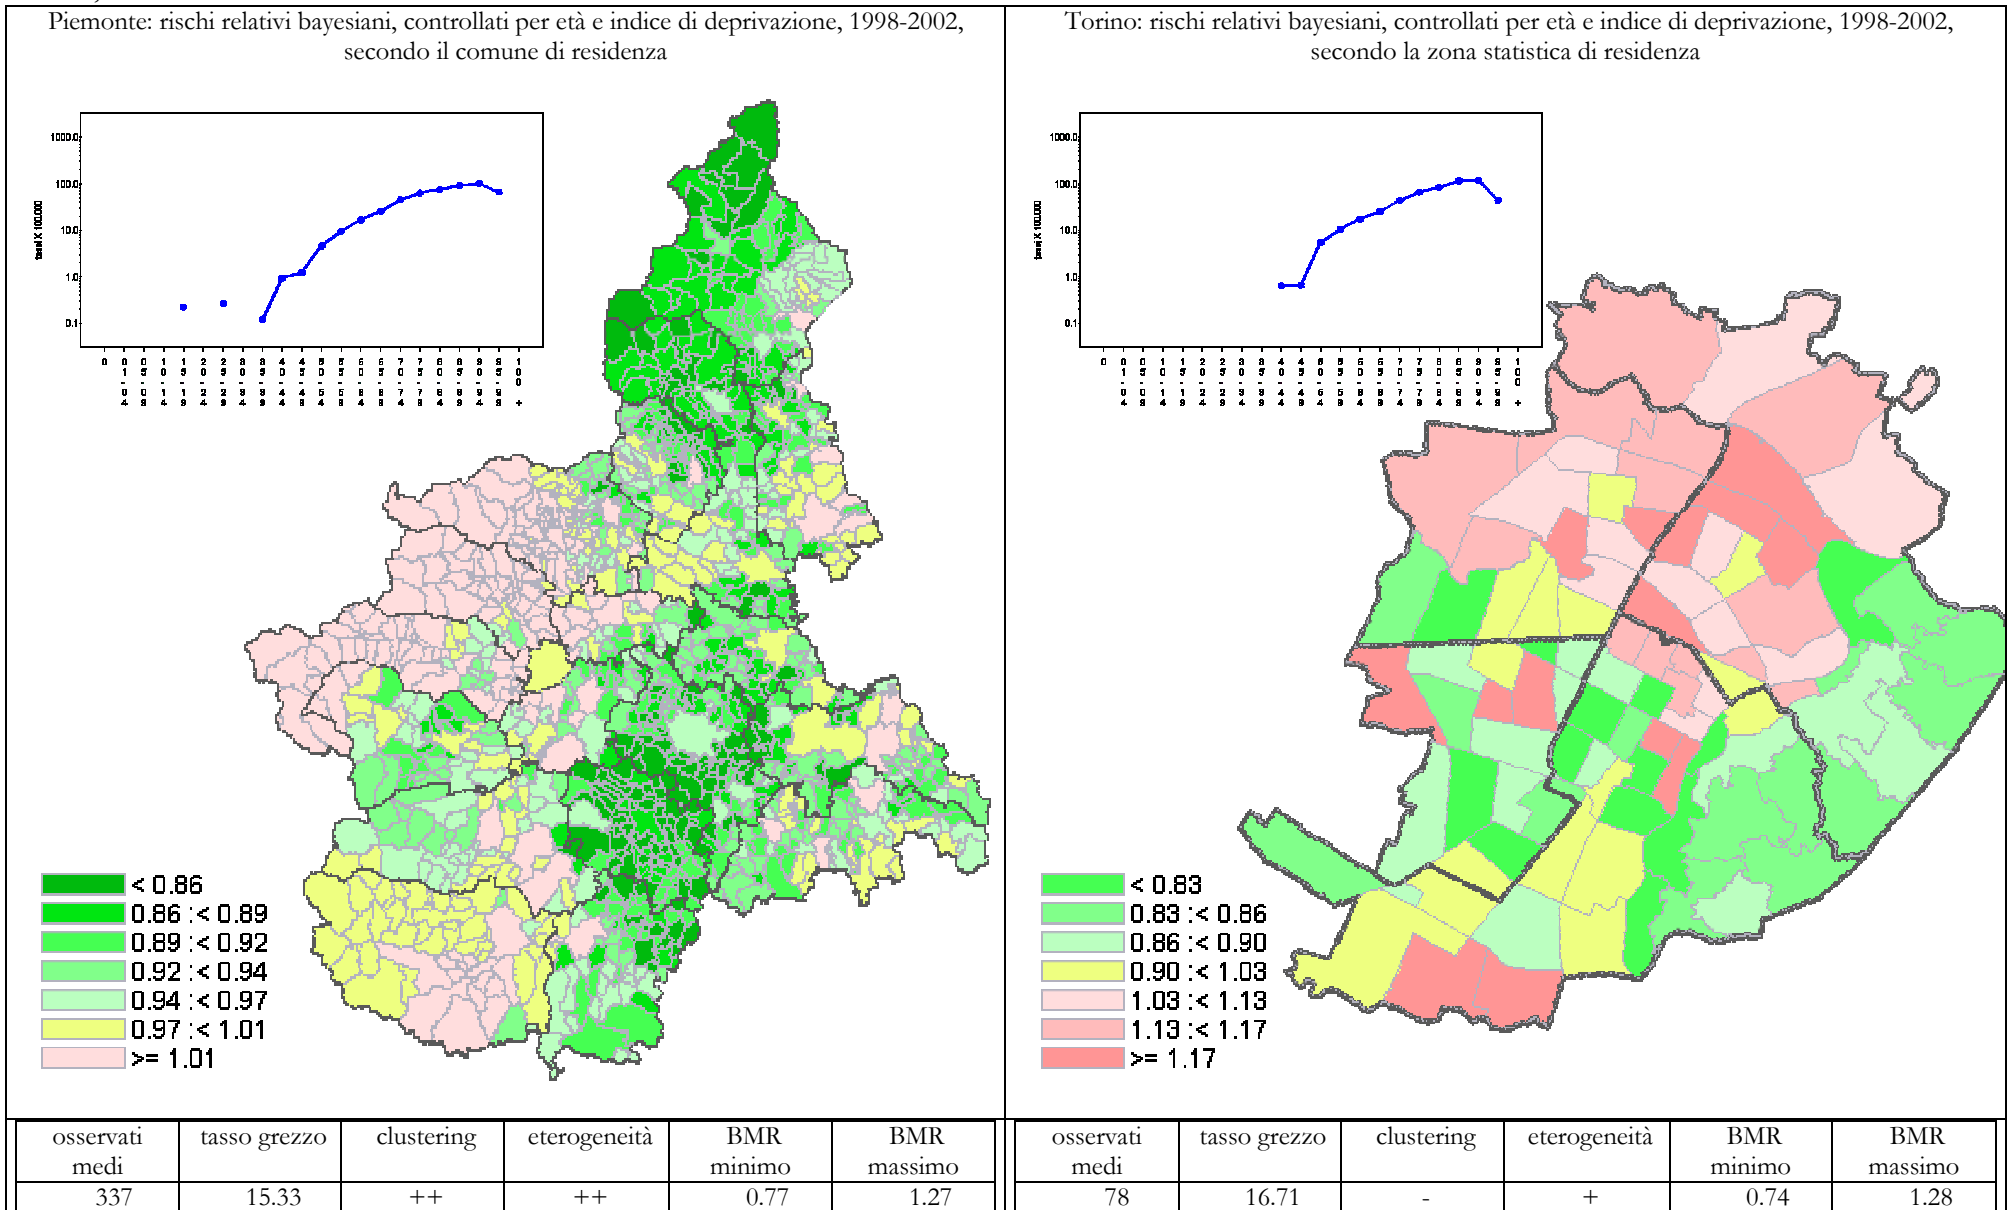 Piemonte: rischi relativi bayesiani, controllati per età e indice di deprivazione, 1998-2002,
secondo il comune di residenza
1000.0
100.0
10.0
1.0
0.1
tassi X 100.000
< 0.86
0.86 :< 0.89
0.89 :< 0.92
0.92 :< 0.94
0.94 :< 0.97
0.97 :< 1.01
>= 1.01
osservati medi | tasso grezzo | clustering | eterogeneità | BMR minimo | BMR massimo
337 | 15.33 | ++ | ++ | 0.77 | 1.27
Torino: rischi relativi bayesiani, controllati per età e indice di deprivazione, 1998-2002,
secondo la zona statistica di residenza
1000.0
100.0
10.0
1.0
0.1
tassi X 100.000
< 0.83
0.83 :< 0.86
0.86 :< 0.90
0.90 :< 1.03
1.03 :< 1.13
1.13 :< 1.17
>= 1.17
osservati medi | tasso grezzo | clustering | eterogeneità | BMR minimo | BMR massimo
78 | 16.71 | - | + | 0.74 | 1.28